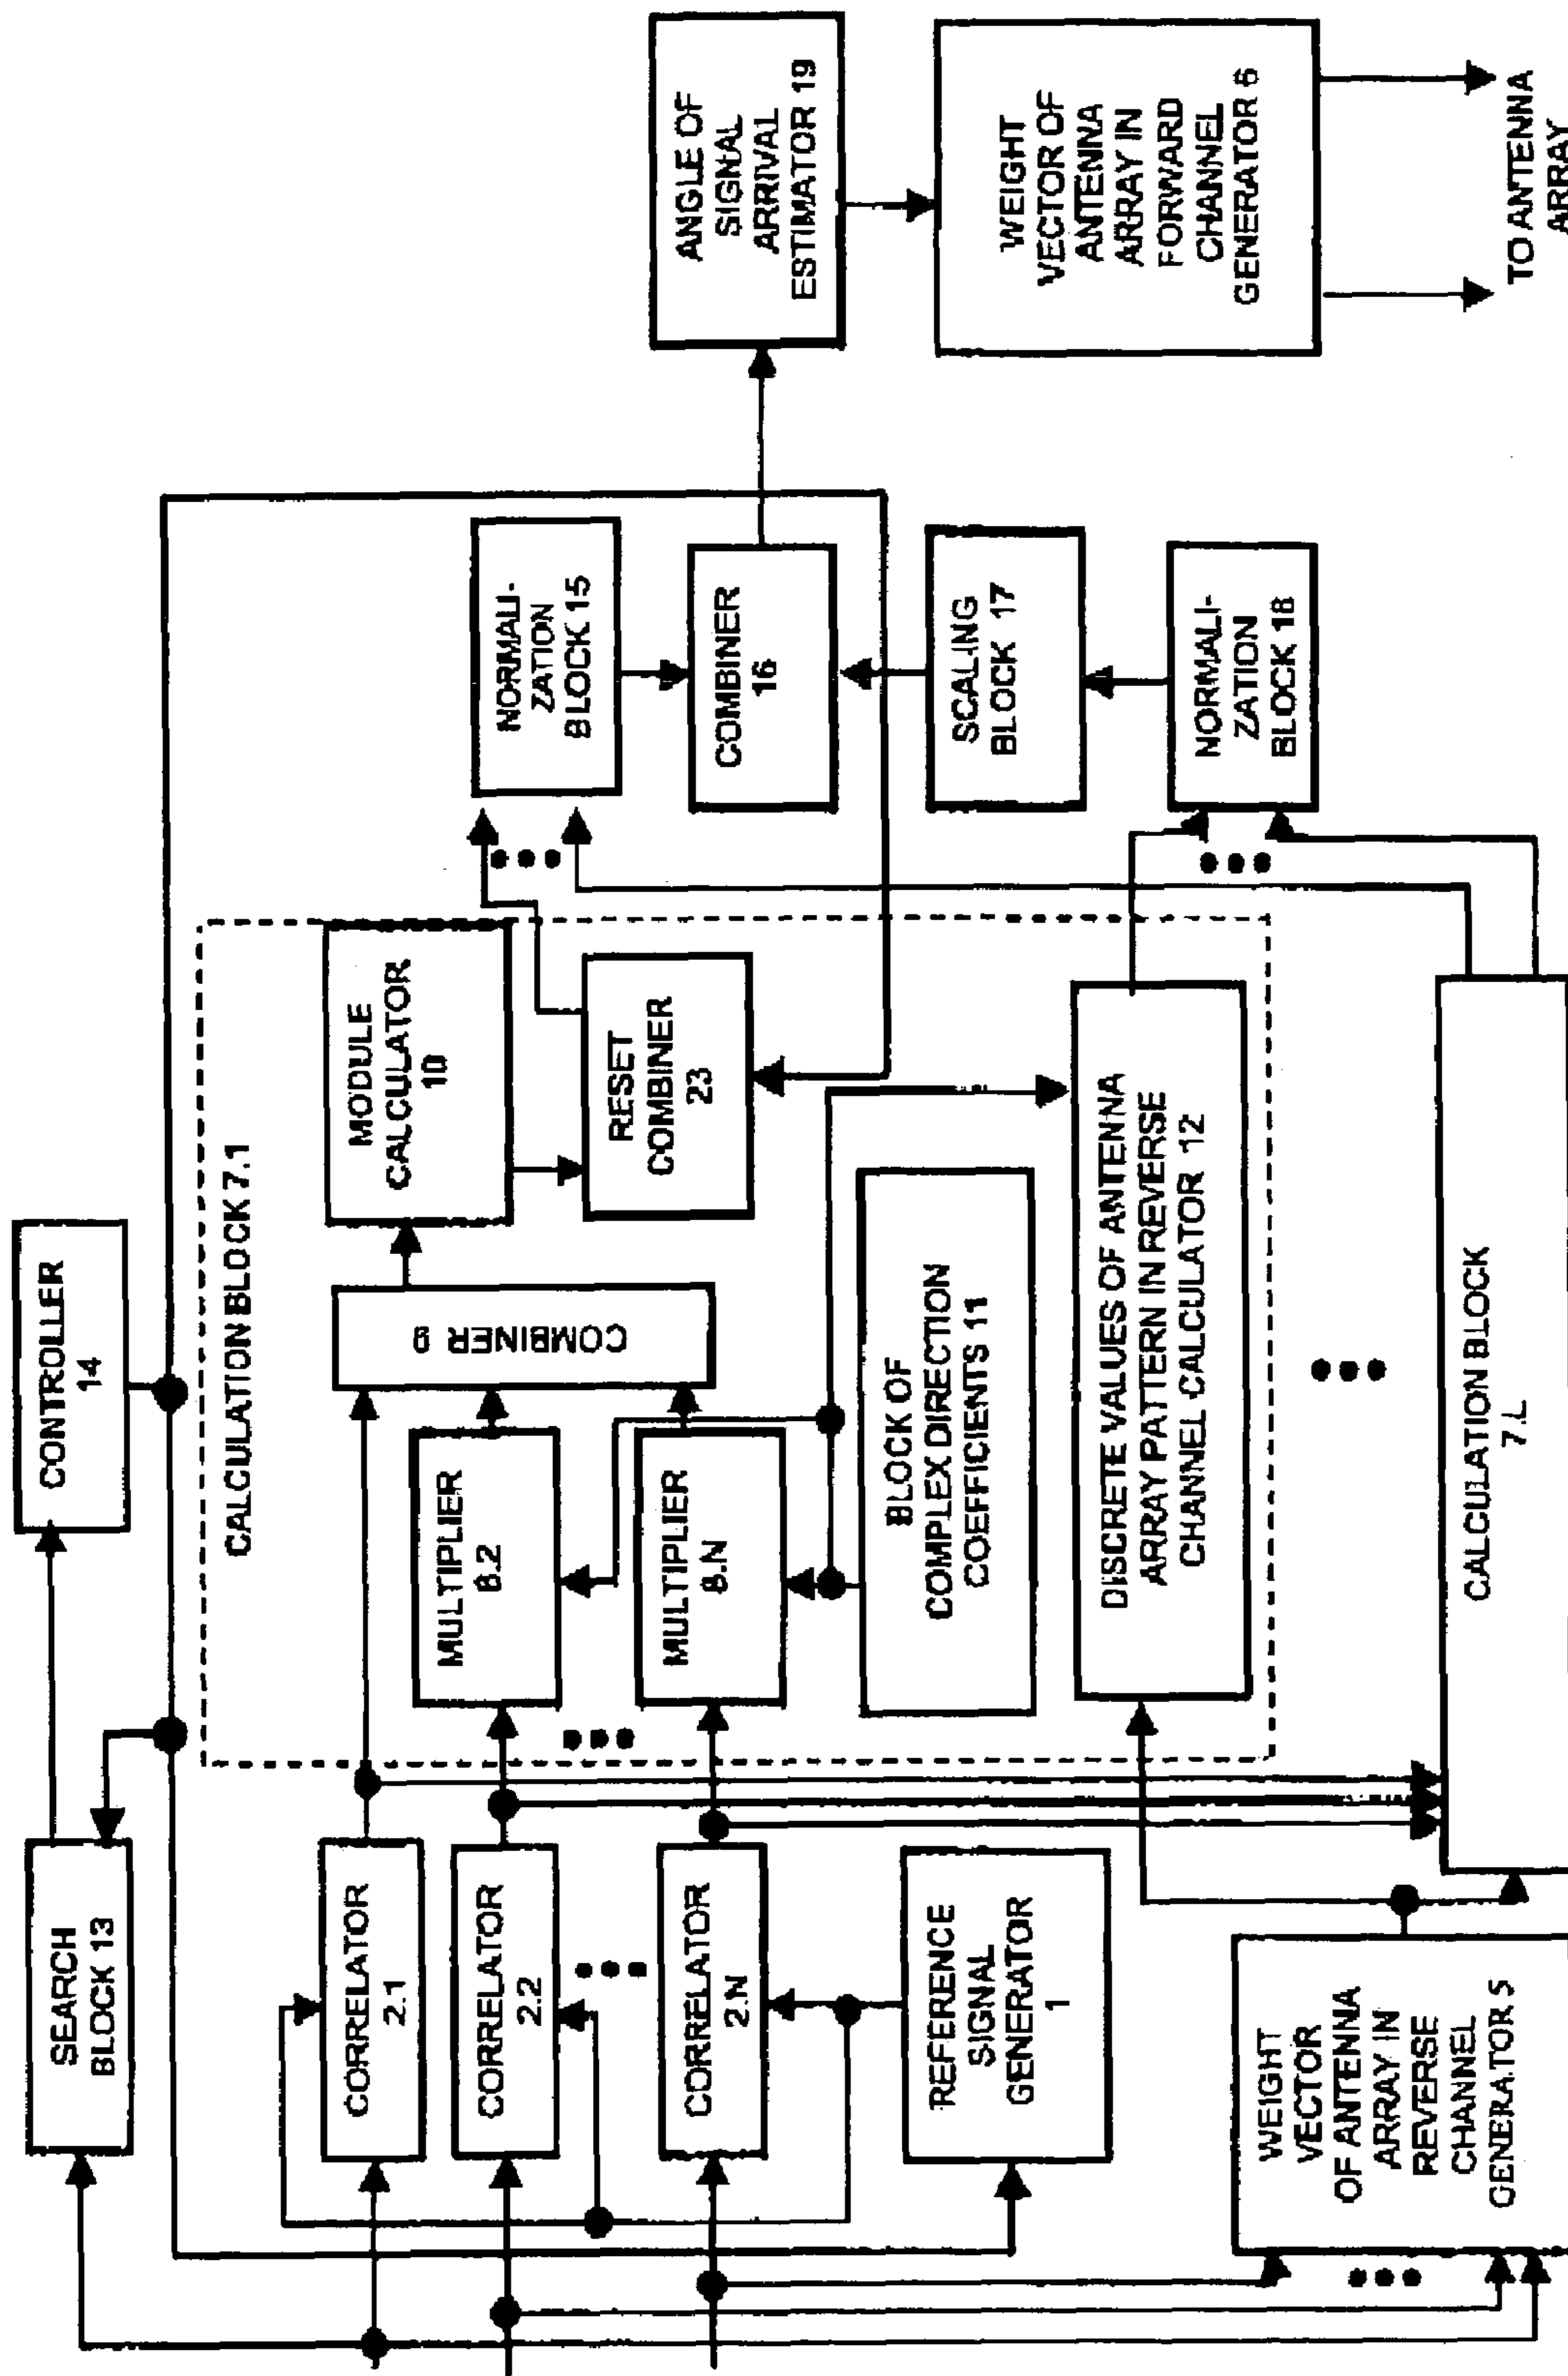 SEARCH
BLOCK 13
CONTROLLER
14
CALCULATION BLOCK 7.1
CORRELATOR
2.1
CORRELATOR
2.2
CORRELATOR
2.N
REFERENCE
SIGNAL
GENERATOR
1
WEIGHT
VECTOR
OF ANTENNA
ARRAY IN
REVERSE
CHANNEL
GENERATOR 5
MULTIPLIER
8.2
MULTIPLIER
8.N
COMBINER 9
MODULE
CALCULATOR
10
RESET
COMBINER
23
BLOCK OF
COMPLEX DIRECTION
COEFFICIENTS 11
DISCRETE VALUES OF ANTENNA
ARRAY PATTERN IN REVERSE
CHANNEL CALCULATOR 12
CALCULATION BLOCK
7.L
NORMALI-
ZATION
BLOCK 15
COMBINER
16
SCALING
BLOCK 17
NORMALI-
ZATION
BLOCK 18
ANGLE OF
SIGNAL
ARRIVAL
ESTIMATOR 19
WEIGHT
VECTOR OF
ANTENNA
ARRAY IN
FORWARD
CHANNEL
GENERATOR 6
TO ANTENNA
ARRAY